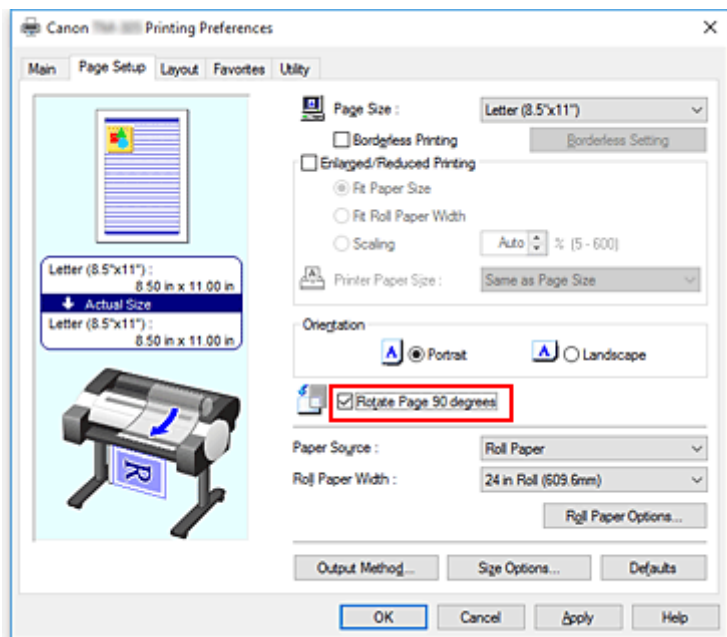 Canon Printing Preferences
Main Page Setup Layout Favorites Utility
Page Size : Letter (8.5"x11")
Borderless Printing Borderless Setting
Enlarged/Reduced Printing
Fit Paper Size
Fit Roll Paper Width
Scaling Auto % (5 - 600)
Printer Paper Size : Same as Page Size
Letter (8.5"x11") :
8.50 in x 11.00 in
Actual Size
Letter (8.5"x11") :
8.50 in x 11.00 in
Orientation
A Portrait A Landscape
Rotate Page 90 degrees
Paper Source : Roll Paper
Roll Paper Width : 24 in Roll (609.6mm)
R
Roll Paper Options...
Output Method... Size Options... Defaults
OK Cancel Apply Help